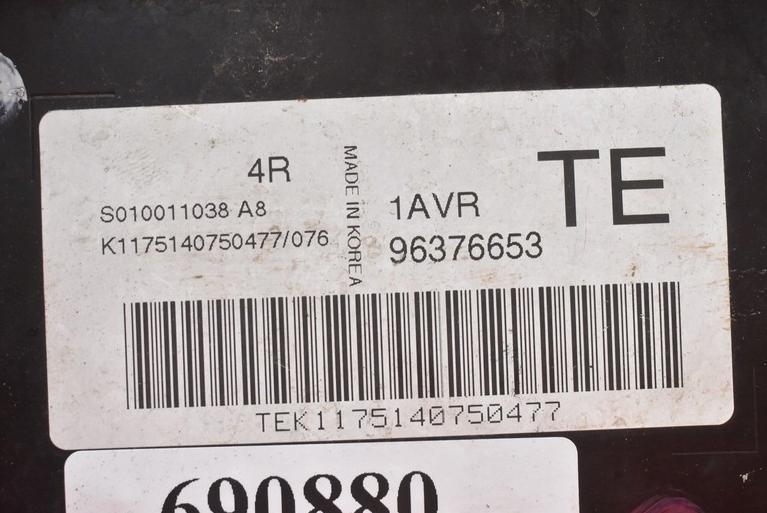 4R
S010011038 A8
K1175140750477/076
MADE IN KOREA
1AVR
96376653
TE
TEK1175140750477
690880